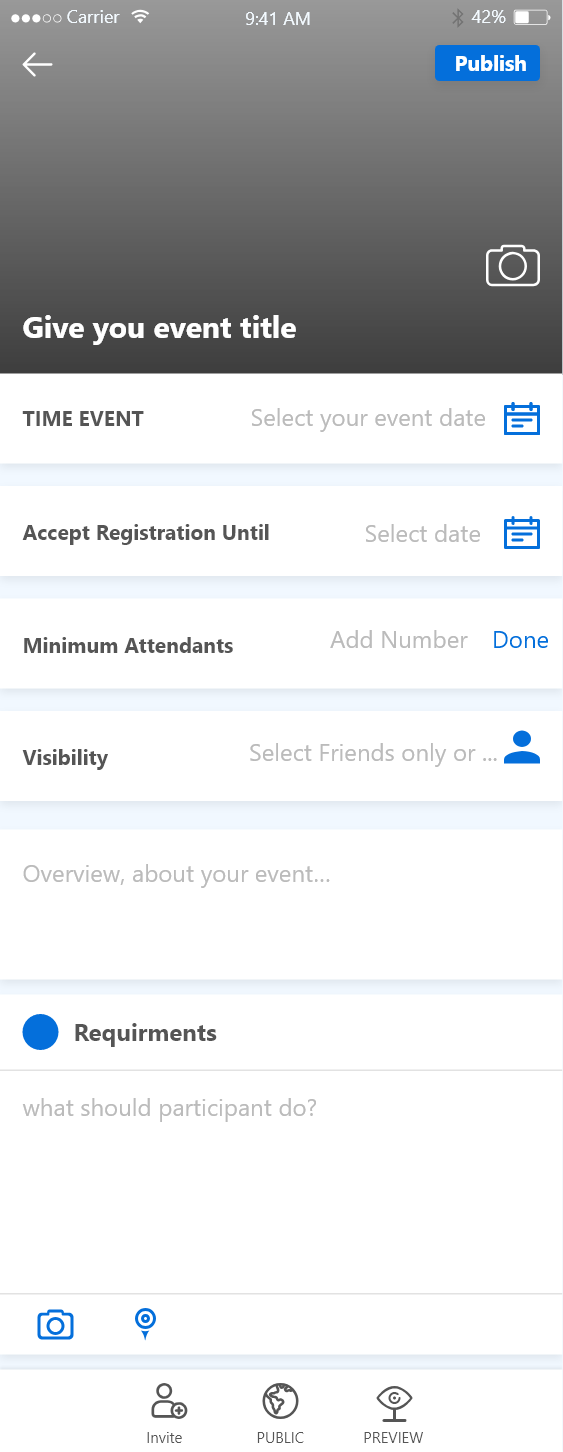 Carrier 9:41 AM 42%
Publish
Give you event title
TIME EVENT Select your event date
Accept Registration Until Select date
Minimum Attendants Add Number Done
Visibility Select Friends only or ...
Overview, about your event...
Requirments
what should participant do?
Invite PUBLIC PREVIEW